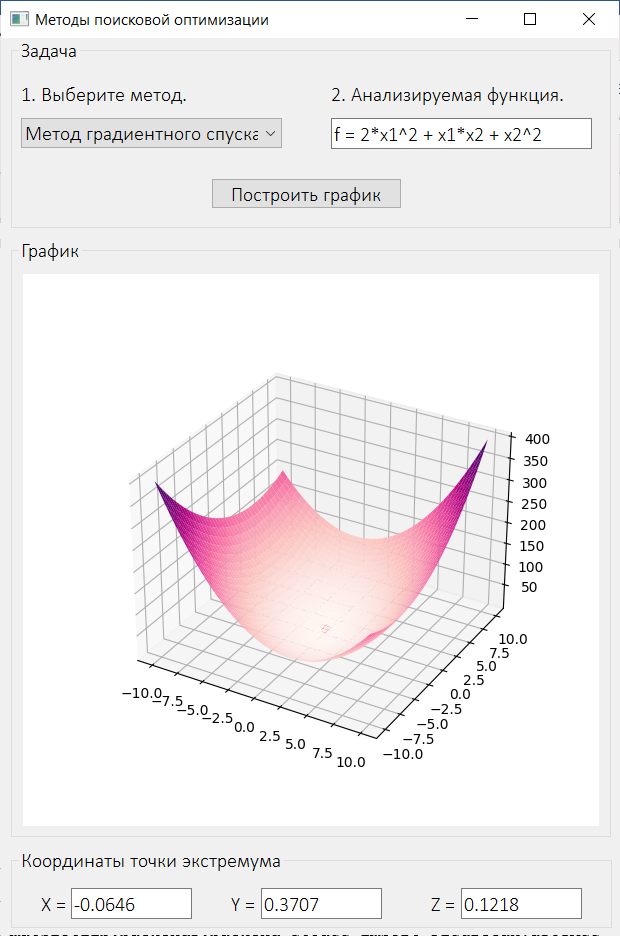 Методы поисковой оптимизации
Задача
1. Выберите метод.
2. Анализируемая функция.
Метод градиентного спуска
f = 2*x1^2 + x1*x2 + x2^2
Построить график
График
400
350
300
250
200
150
100
50
10.0
7.5
5.0
2.5
0.0
−2.5
−5.0
−7.5
−10.0
−10.0
−7.5
−5.0
−2.5
0.0
2.5
5.0
7.5
10.0
Координаты точки экстремума
X = -0.0646
Y = 0.3707
Z = 0.1218